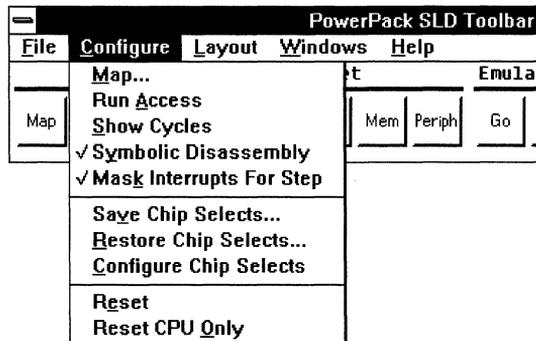 PowerPack SLD Toolbar
File Configure Layout Windows Help
Map...
Run Access
Show Cycles
✓ Symbolic Disassembly
✓ Mask Interrupts For Step
Save Chip Selects...
Restore Chip Selects...
Configure Chip Selects
Reset
Reset CPU Only
Map Mem Periph Go